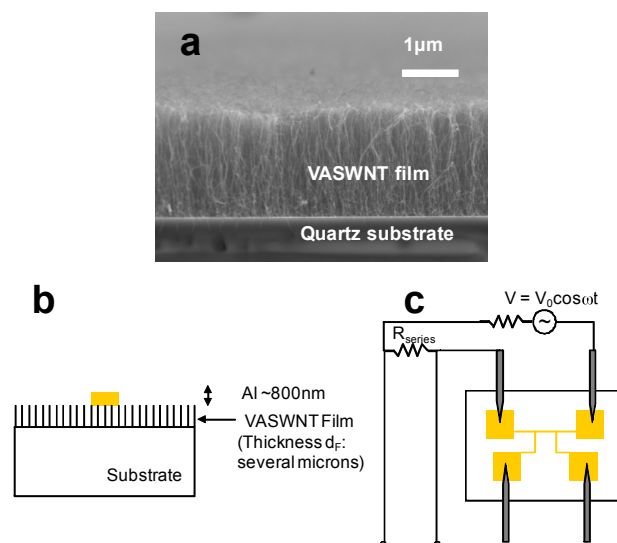 a
1μm
VASWNT film
Quartz substrate
b
Al ~800nm
VASWNT Film
(Thickness dF:
several microns)
Substrate
c
V = V0cosωt
Rseries
~